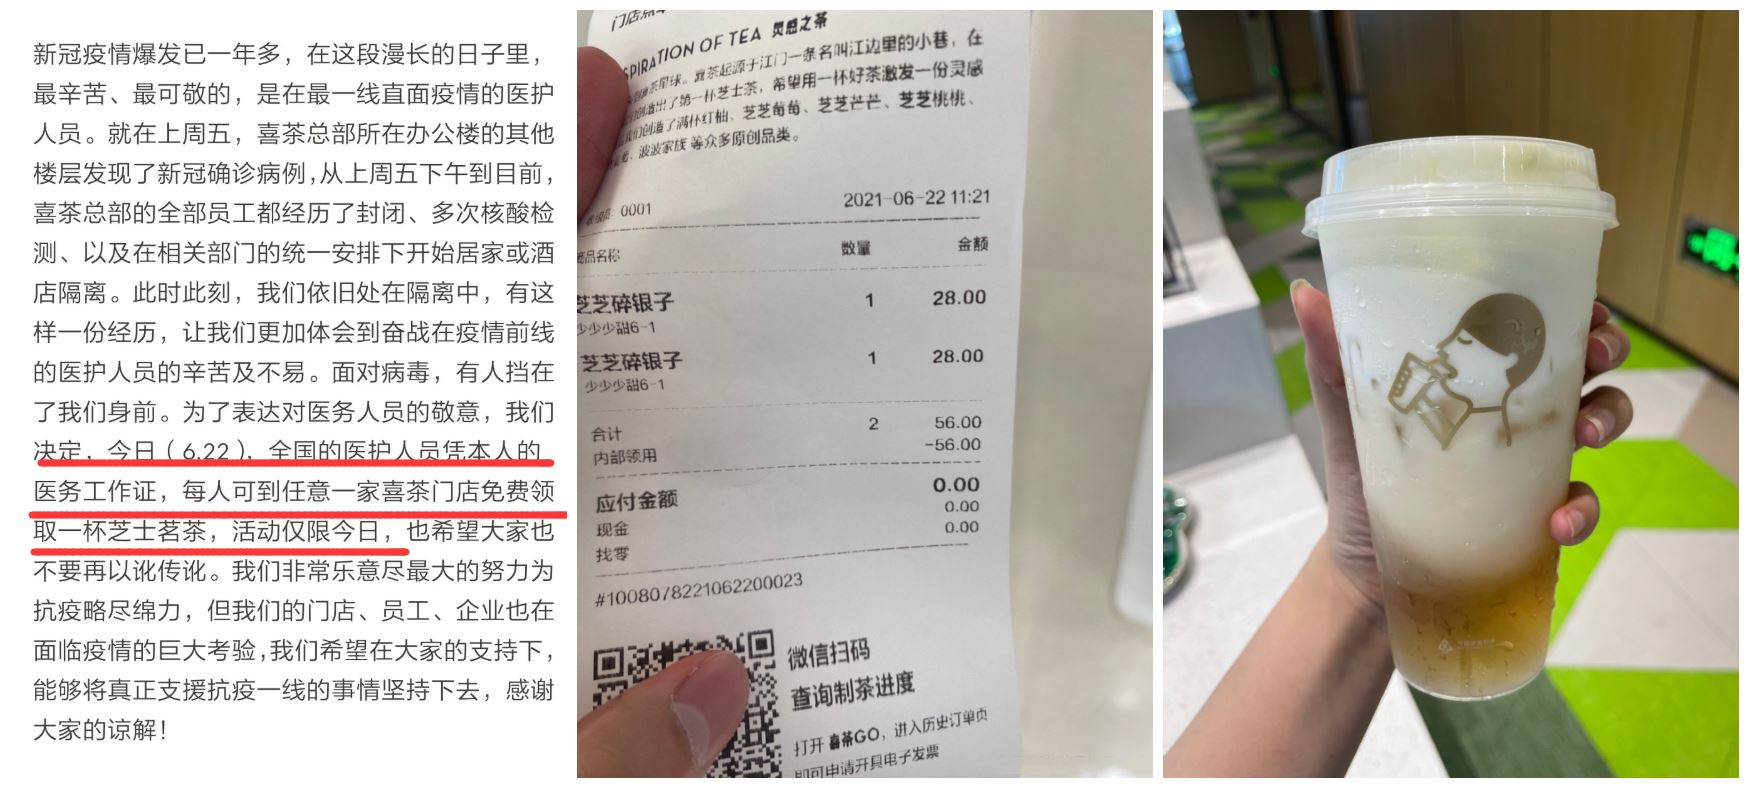 新冠疫情爆发已一年多，在这段漫长的日子里，
最辛苦、最可敬的，是在最一线直面疫情的医护
人员。就在上周五，喜茶总部所在办公楼的其他
楼层发现了新冠确诊病例,从上周五下午到目前，
喜茶总部的全部员工都经历了封闭、多次核酸检
测、以及在相关部门的统一安排下开始居家或酒
店隔离。此时此刻，我们依旧处在隔离中，有这
样一份经历，让我们更加体会到奋战在疫情前线
的医护人员的辛苦及不易。面对病毒，有人挡在
了我们身前。为了表达对医务人员的敬意，我们
决定，今日（6.22），全国的医护人员凭本人的
医务工作证，每人可到任意一家喜茶门店免费领
取一杯芝士茗茶，活动仅限今日，也希望大家也
不要再以讹传讹。我们非常乐意尽最大的努力为
抗疫略尽绵力，但我们的门店、员工、企业也在
面临疫情的巨大考验,我们希望在大家的支持下，
能够将真正支援抗疫一线的事情坚持下去，感谢
大家的谅解！
SPIRATION OF TEA 灵感之茶
茶星球。喜茶起源于江门一条名叫江边里的小巷，在
创造出了第一杯芝士茶，希望用一杯好茶激发一份灵感
们创造了满杯红柚、芝芝莓莓、芝芝芒芒、芝芝桃桃、
、波波家族 等众多原创品类。
0001 2021-06-22 11:21
商品名称 数量 金额
芝芝碎银子 1 28.00
少少少甜6-1
芝芝碎银子 1 28.00
少少少甜6-1
合计 2 56.00
内部领用 -56.00
应付金额 0.00
现金 0.00
找零 0.00
#1008078221062200023
微信扫码
查询制茶进度
打开 喜茶GO，进入历史订单页
即可申请开具电子发票